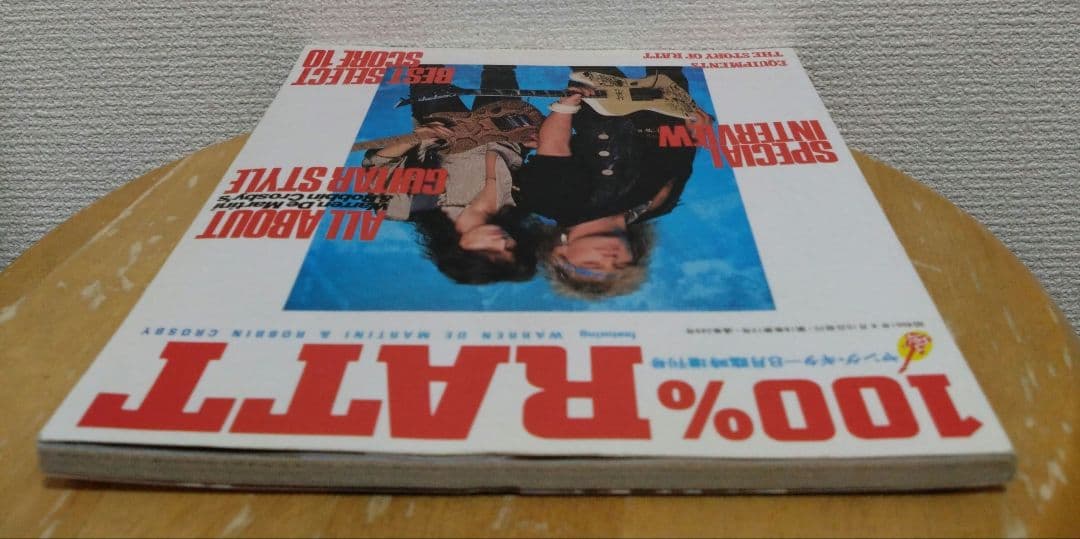 100% RATT
ヤング・ギター8月臨時増刊号
featuring WARREN DE MARTINI & ROBBIN CROSBY
ALL ABOUT
Warren De Martini
& Robbin Crosby's
GUITAR STYLE
SPECIAL
INTERVIEW
BEST SELECT
SCORE 10
EQUIPMENTS
THE STORY OF RATT